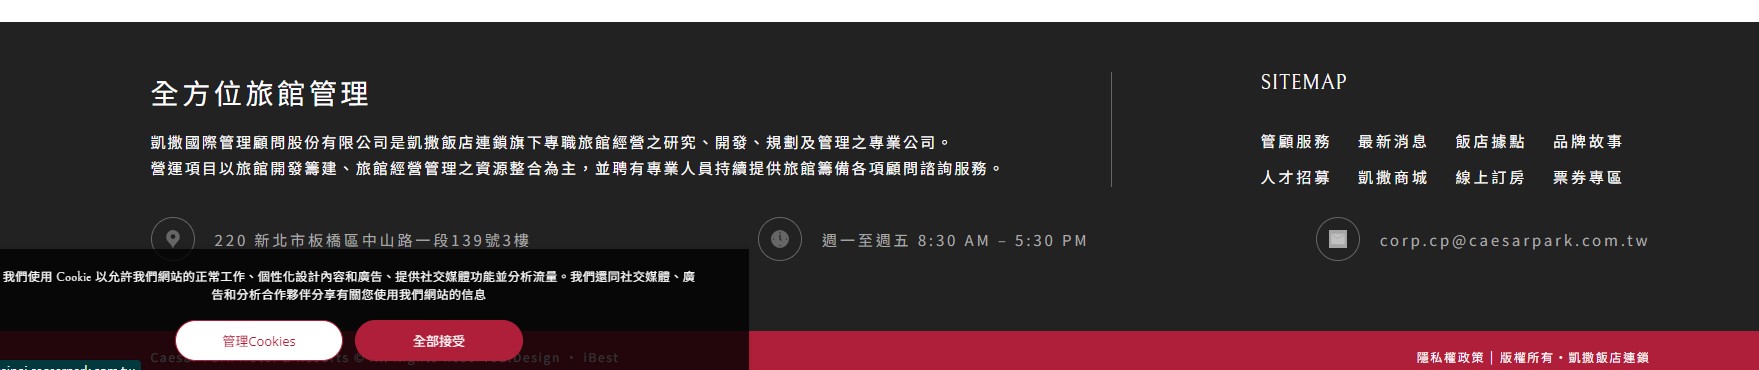 全方位旅館管理
凱撒國際管理顧問股份有限公司是凱撒飯店連鎖旗下專職旅館經營之研究、開發、規劃及管理之專業公司。
營運項目以旅館開發籌建、旅館經營管理之資源整合為主，並聘有專業人員持續提供旅館籌備各項顧問諮詢服務。
SITEMAP
管顧服務 最新消息 飯店據點 品牌故事
人才招募 凱撒商城 線上訂房 票券專區
220 新北市板橋區中山路一段139號3樓
週一至週五 8:30 AM – 5:30 PM
corp.cp@caesarpark.com.tw
我們使用 Cookie 以允許我們網站的正常工作、個性化設計內容和廣告、提供社交媒體功能並分析流量。我們還同社交媒體、廣
告和分析合作夥伴分享有關您使用我們網站的信息
管理Cookies
全部接受
Design ・ iBest
隱私權政策｜版權所有・凱撒飯店連鎖